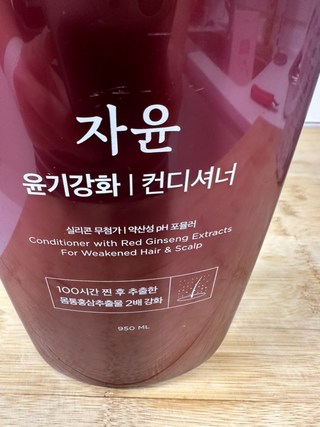 자윤
윤기강화 | 컨디셔너
실리콘 무첨가 | 약산성 pH 포뮬러
Conditioner with Red Ginseng Extracts
For Weakened Hair & Scalp
100시간 찐 후 추출한
몸통홍삼추출물 2배 강화
950 ML